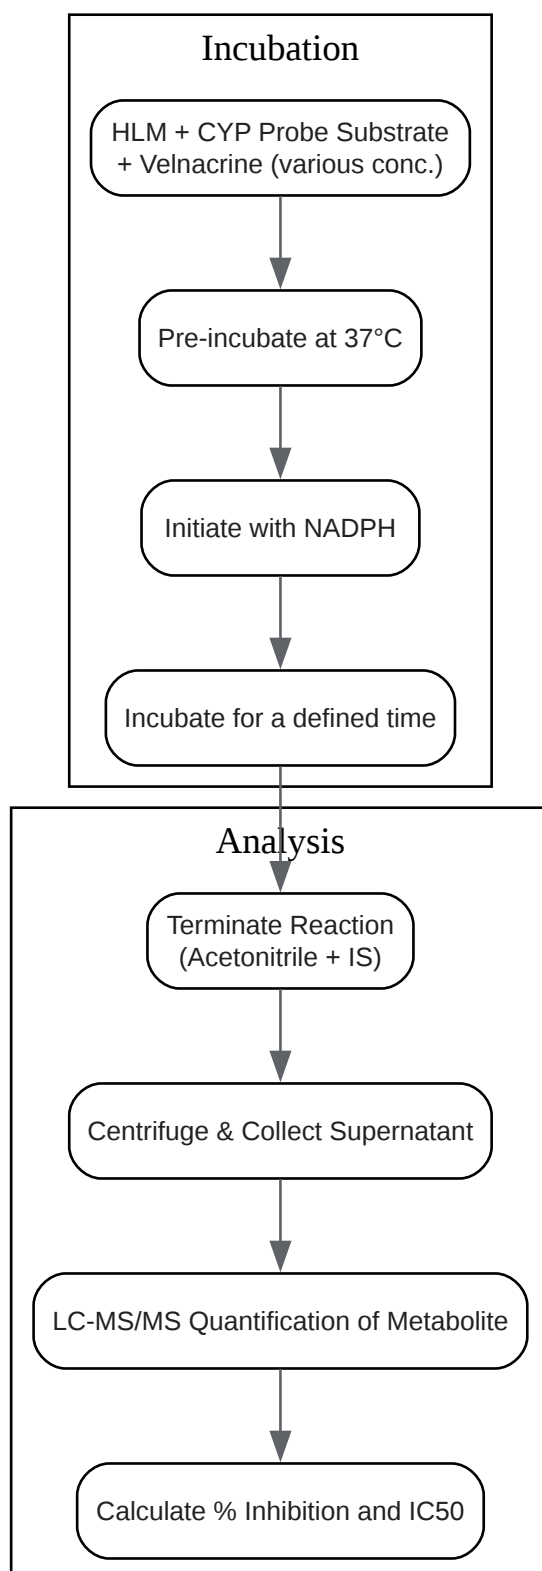 Incubation
HLM + CYP Probe Substrate
+ Velnacrine (various conc.)
Pre-incubate at 37°C
Initiate with NADPH
Incubate for a defined time
Analysis
Terminate Reaction
(Acetonitrile + IS)
Centrifuge & Collect Supernatant
LC-MS/MS Quantification of Metabolite
Calculate % Inhibition and IC50